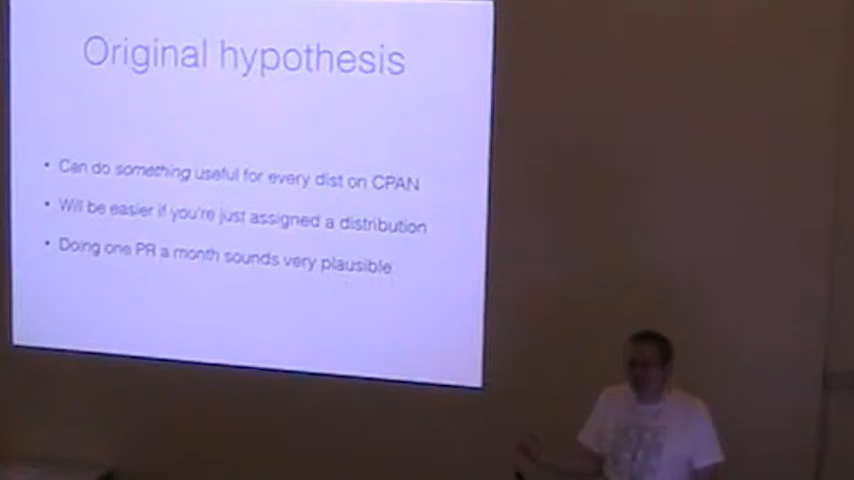 Original hypothesis
• Can do something useful for every dist on CPAN
• Will be easier if you're just assigned a distribution
• Doing one PR a month sounds very plausible